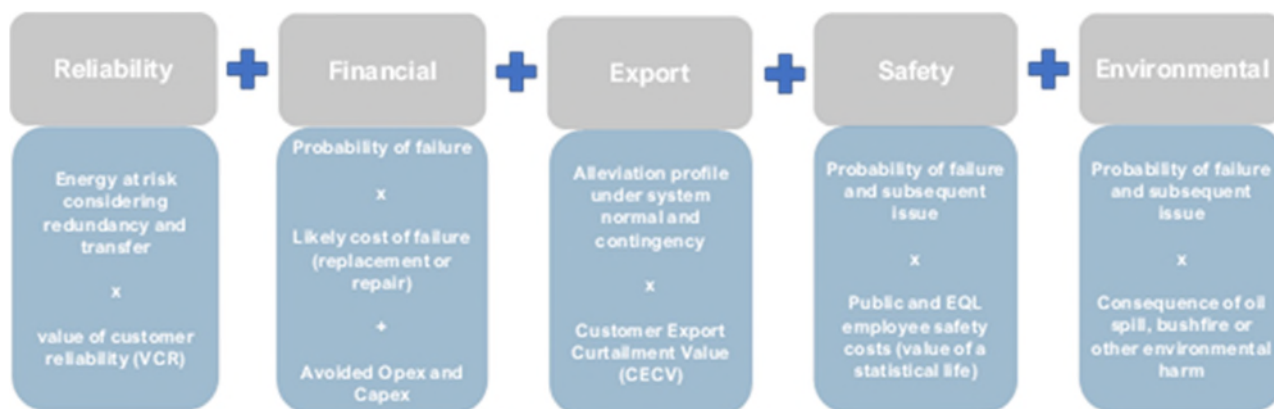 Reliability
Energy at risk
considering
redundancy and
transfer
x
value of customer
reliability (VCR)
Financial
Probability of failure
x
Likely cost of failure
(replacement or
repair)
+
Avoided Opex and
Capex
Export
Alleviation profile
under system
normal and
contingency
x
Customer Export
Curtailment Value
(CECV)
Safety
Probability of failure
and subsequent
issue
x
Public and EQL
employee safety
costs (value of a
statistical life)
Environmental
Probability of failure
and subsequent
issue
x
Consequence of oil
spill, bushfire or
other environmental
harm